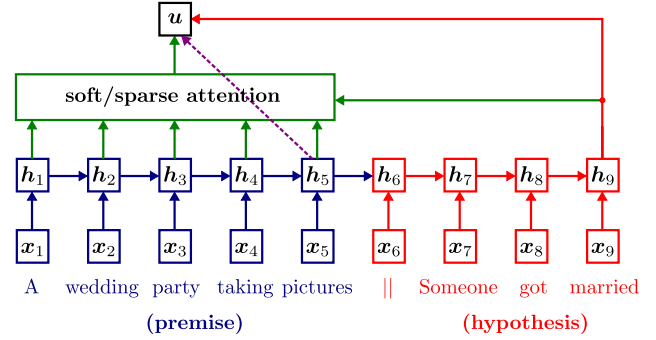 u
soft/sparse attention
h₁ h₂ h₃ h₄ h₅ h₆ h₇ h₈ h₉
x₁ x₂ x₃ x₄ x₅ x₆ x₇ x₈ x₉
A wedding party taking pictures || Someone got married
(premise) (hypothesis)